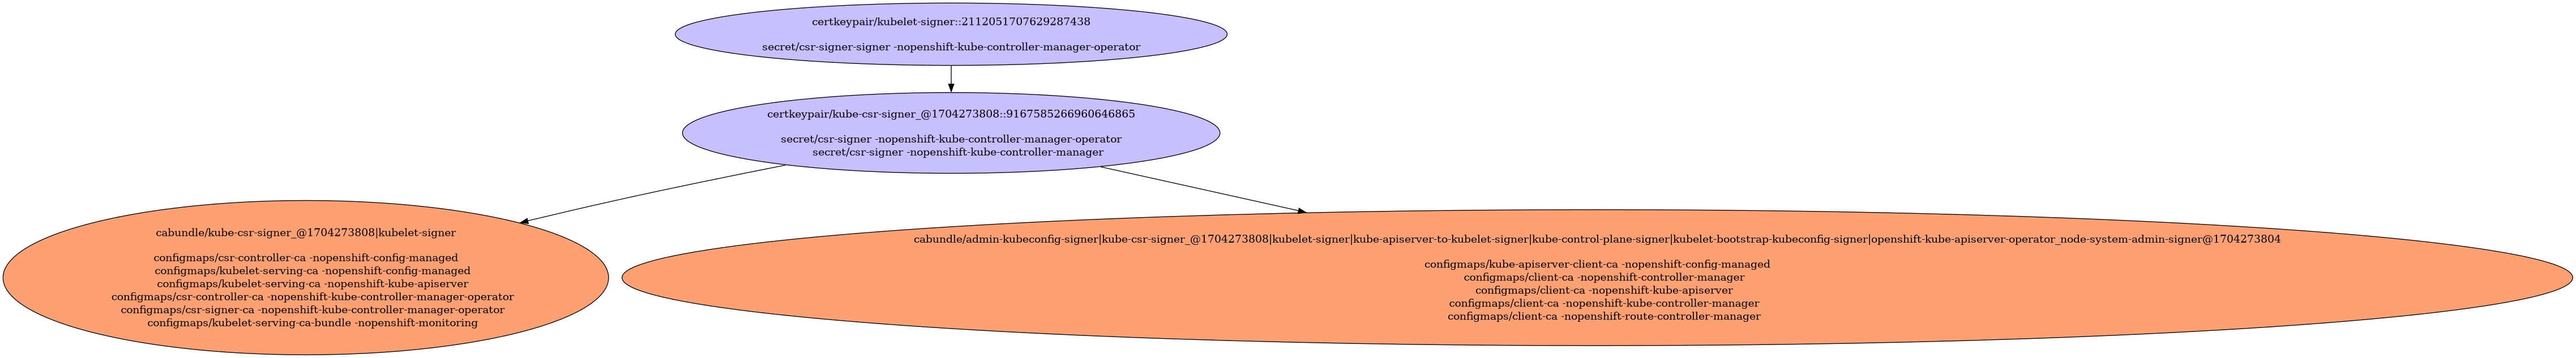 certkeypair/kubelet-signer::2112051707629287438
secret/csr-signer-signer -nopenshift-kube-controller-manager-operator
certkeypair/kube-csr-signer_@1704273808::9167585266960646865
secret/csr-signer -nopenshift-kube-controller-manager-operator
secret/csr-signer -nopenshift-kube-controller-manager
cabundle/kube-csr-signer_@1704273808|kubelet-signer
configmaps/csr-controller-ca -nopenshift-config-managed
configmaps/kubelet-serving-ca -nopenshift-config-managed
configmaps/kubelet-serving-ca -nopenshift-kube-apiserver
configmaps/csr-controller-ca -nopenshift-kube-controller-manager-operator
configmaps/csr-signer-ca -nopenshift-kube-controller-manager-operator
configmaps/kubelet-serving-ca-bundle -nopenshift-monitoring
cabundle/admin-kubeconfig-signer|kube-csr-signer_@1704273808|kubelet-signer|kube-apiserver-to-kubelet-signer|kube-control-plane-signer|kubelet-bootstrap-kubeconfig-signer|openshift-kube-apiserver-operator_node-system-admin-signer@1704273804
configmaps/kube-apiserver-client-ca -nopenshift-config-managed
configmaps/client-ca -nopenshift-controller-manager
configmaps/client-ca -nopenshift-kube-apiserver
configmaps/client-ca -nopenshift-kube-controller-manager
configmaps/client-ca -nopenshift-route-controller-manager